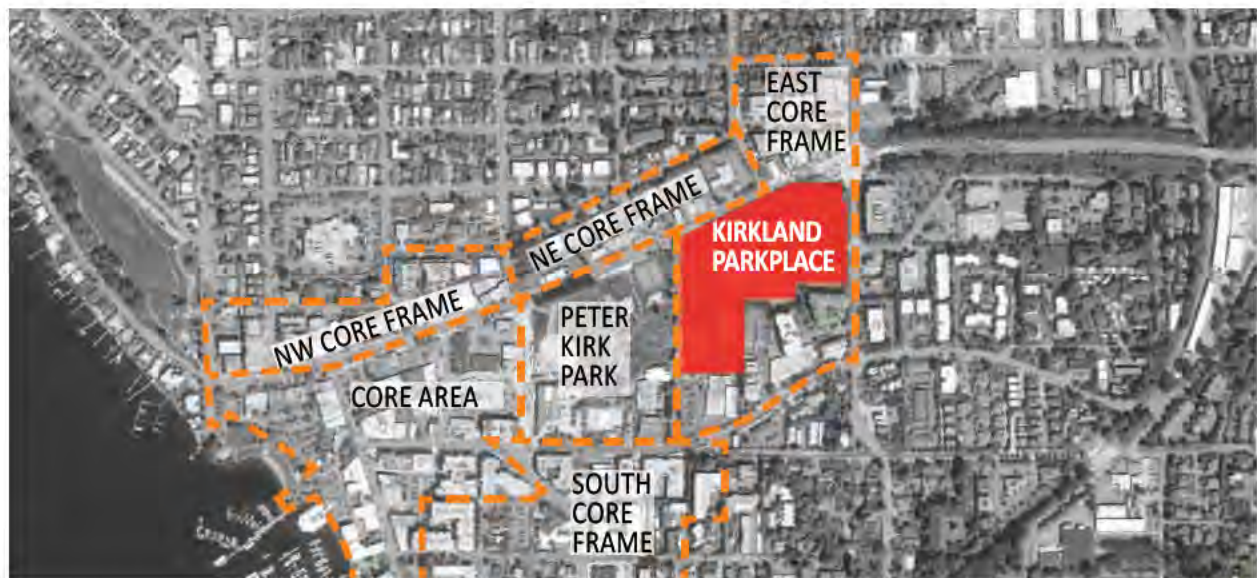 EAST
CORE
FRAME
NE CORE FRAME
KIRKLAND
PARKPLACE
NW CORE FRAME
PETER
KIRK
PARK
CORE AREA
SOUTH
CORE
FRAME